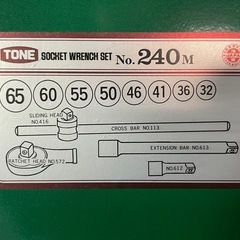 TONE SOCKET WRENCH SET No. 240 M
65 60 55 50 46 41 36 32
SLIDING HEAD
NO.416
CROSS BAR NO.113
EXTENSION BAR NO.613
RATCHET HEAD NO.572
NO.612